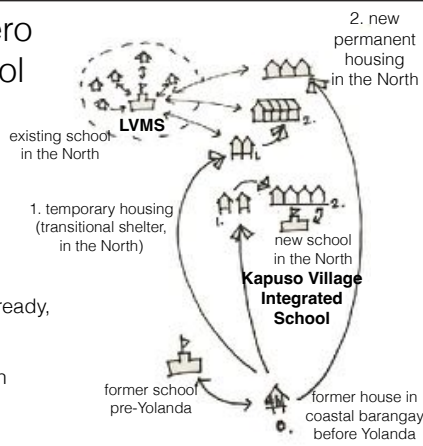 ero
ol
2. new
permanent
housing
in the North
LVMS
existing school
in the North
2.
1.
1. temporary housing
(transitional shelter,
in the North)
1.
2.
new school
in the North
Kapuso Village
Integrated
School
ready,
n
former school
pre-Yolanda
former house in
coastal barangay
before Yolanda
0.